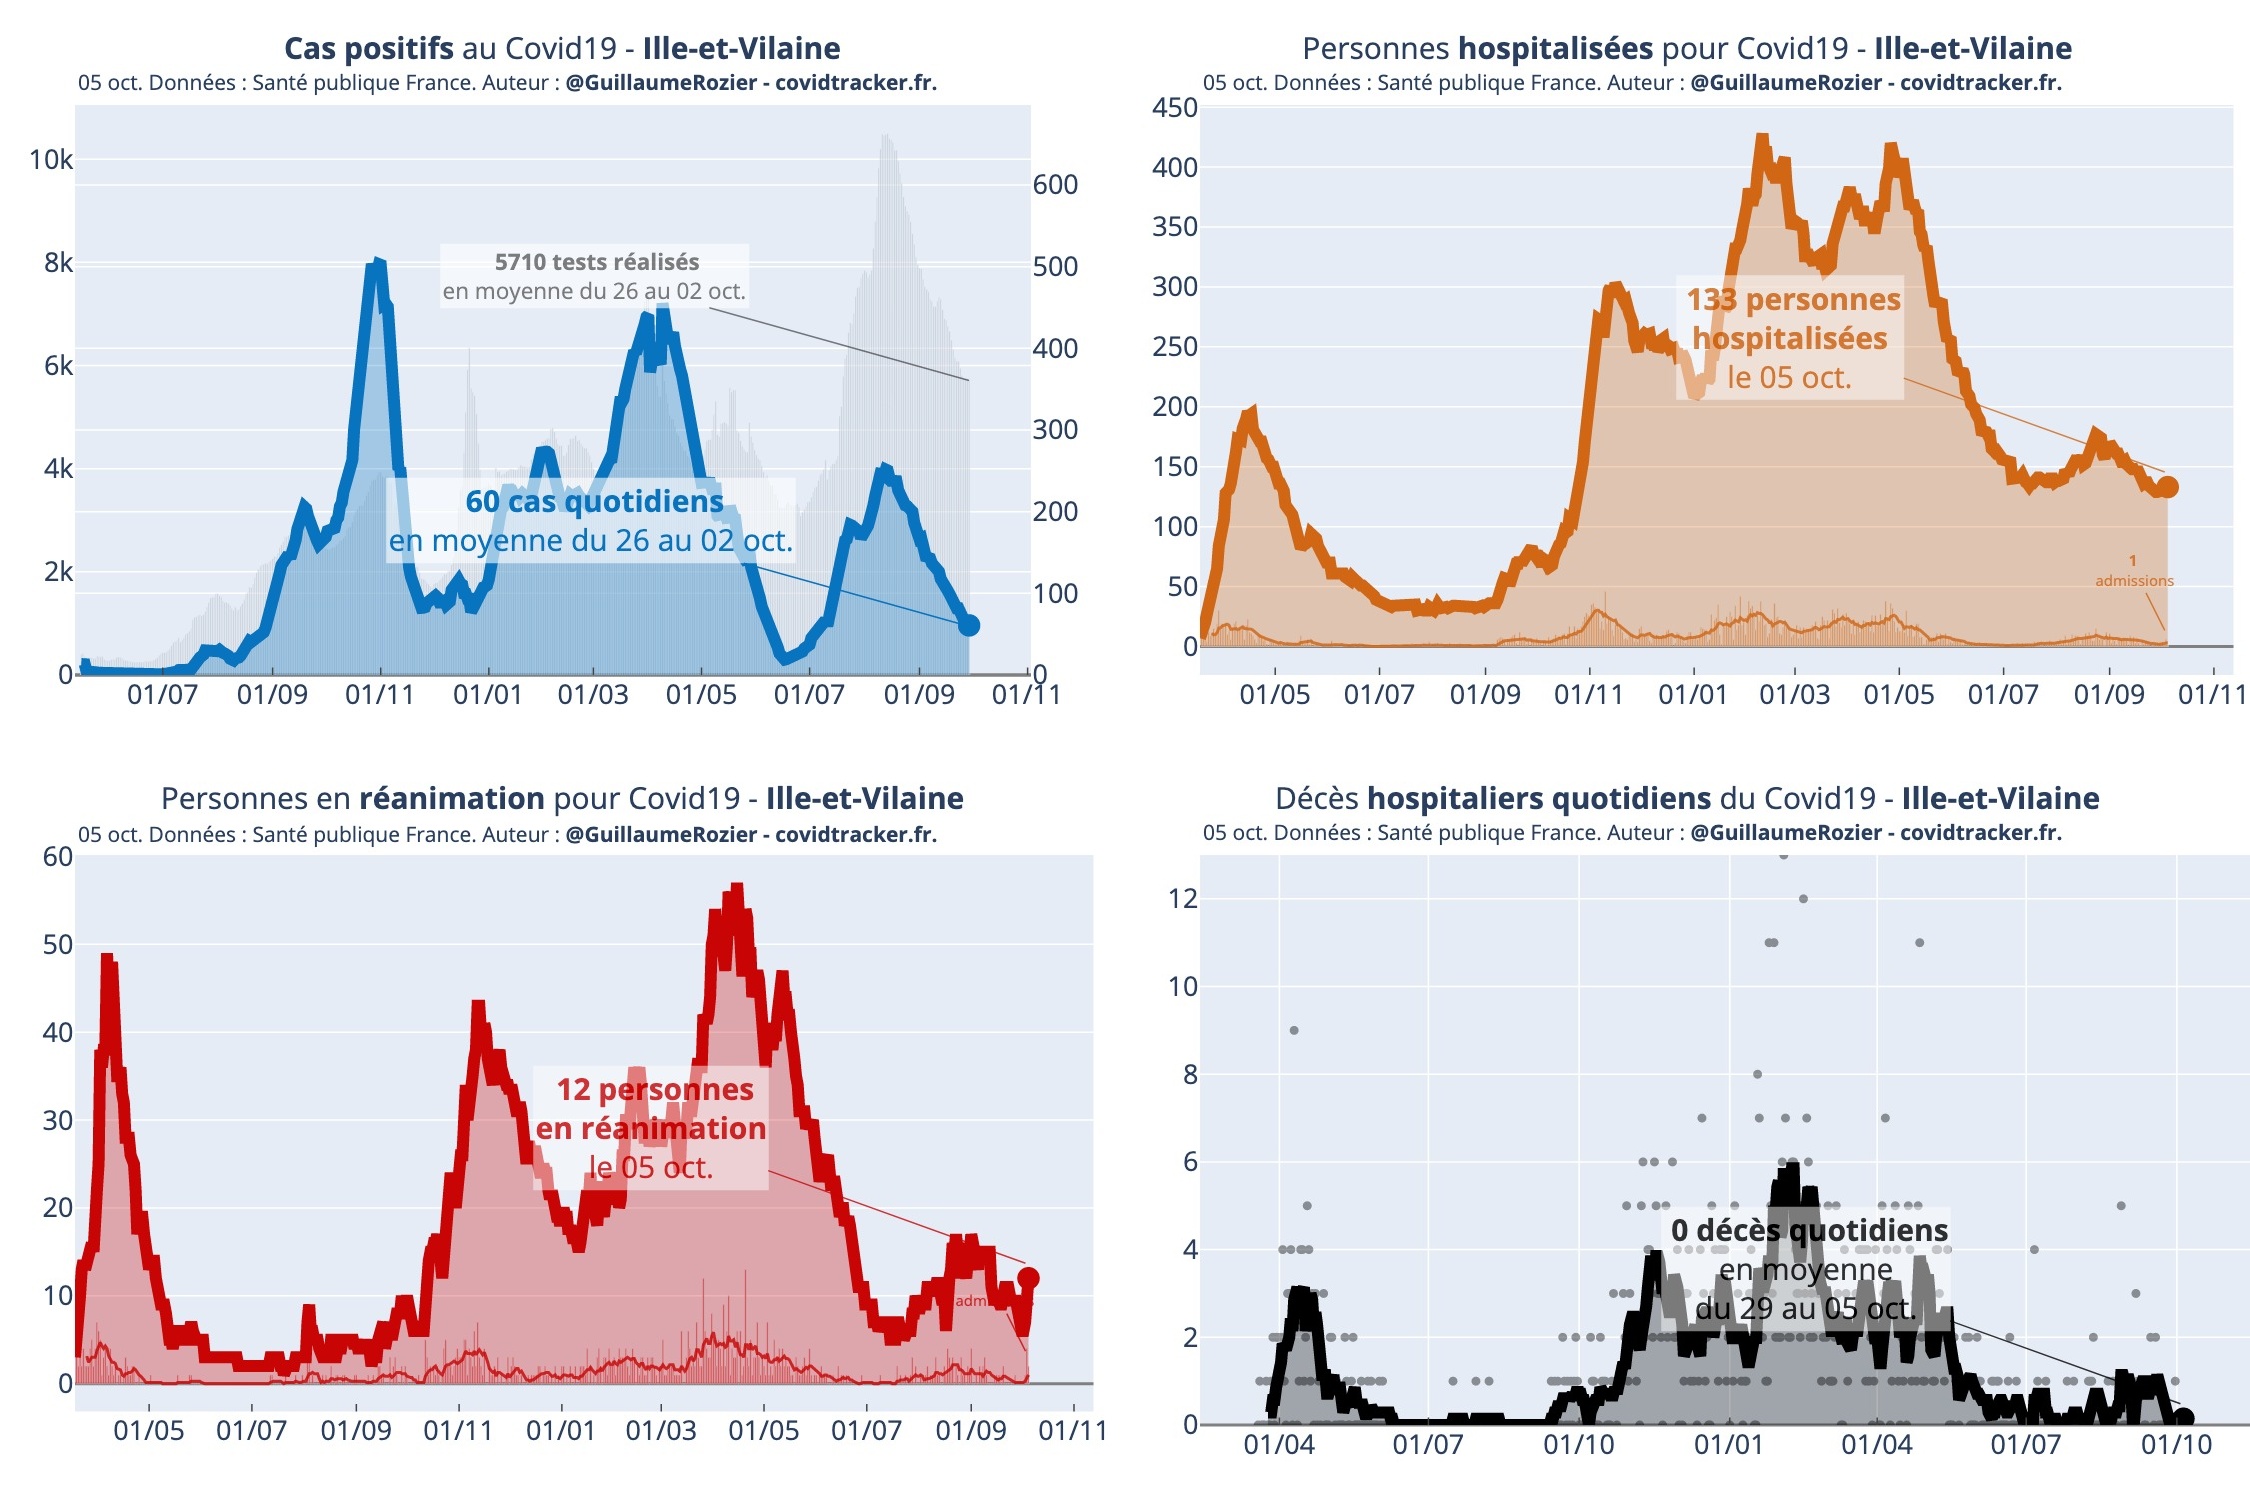 Cas positifs au Covid19 - Ille-et-Vilaine
05 oct. Données : Santé publique France. Auteur : @GuillaumeRozier - covidtracker.fr.
10k
8k
6k
4k
2k
0
600
500
400
300
200
100
0
5710 tests réalisés
en moyenne du 26 au 02 oct.
60 cas quotidiens
en moyenne du 26 au 02 oct.
01/07 01/09 01/11 01/01 01/03 01/05 01/07 01/09 01/11
Personnes hospitalisées pour Covid19 - Ille-et-Vilaine
05 oct. Données : Santé publique France. Auteur : @GuillaumeRozier - covidtracker.fr.
450
400
350
300
250
200
150
100
50
0
133 personnes
hospitalisées
le 05 oct.
1
admissions
01/05 01/07 01/09 01/11 01/01 01/03 01/05 01/07 01/09 01/11
Personnes en réanimation pour Covid19 - Ille-et-Vilaine
05 oct. Données : Santé publique France. Auteur : @GuillaumeRozier - covidtracker.fr.
60
50
40
30
20
10
0
12 personnes
en réanimation
le 05 oct.
01/05 01/07 01/09 01/11 01/01 01/03 01/05 01/07 01/09 01/11
Décès hospitaliers quotidiens du Covid19 - Ille-et-Vilaine
05 oct. Données : Santé publique France. Auteur : @GuillaumeRozier - covidtracker.fr.
12
10
8
6
4
2
0
0 décès quotidiens
en moyenne
du 29 au 05 oct.
01/04 01/07 01/10 01/01 01/04 01/07 01/10